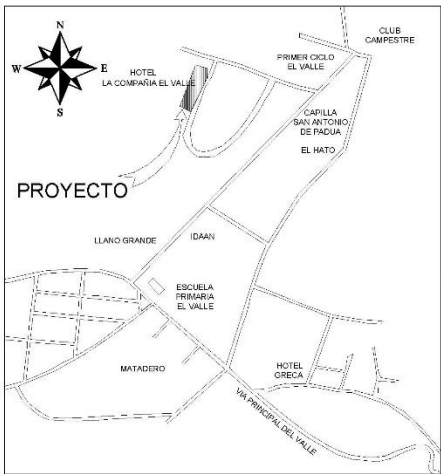 N
W E
S
CLUB
CAMPESTRE
PRIMER CICLO
EL VALLE
HOTEL
LA COMPAÑIA EL VALLE
CAPILLA
SAN ANTONIO
DE PADUA
EL HATO
PROYECTO
LLANO GRANDE
IDAAN
ESCUELA
PRIMARIA
EL VALLE
MATADERO
HOTEL
GRECA
VIA PRINCIPAL DEL VALLE